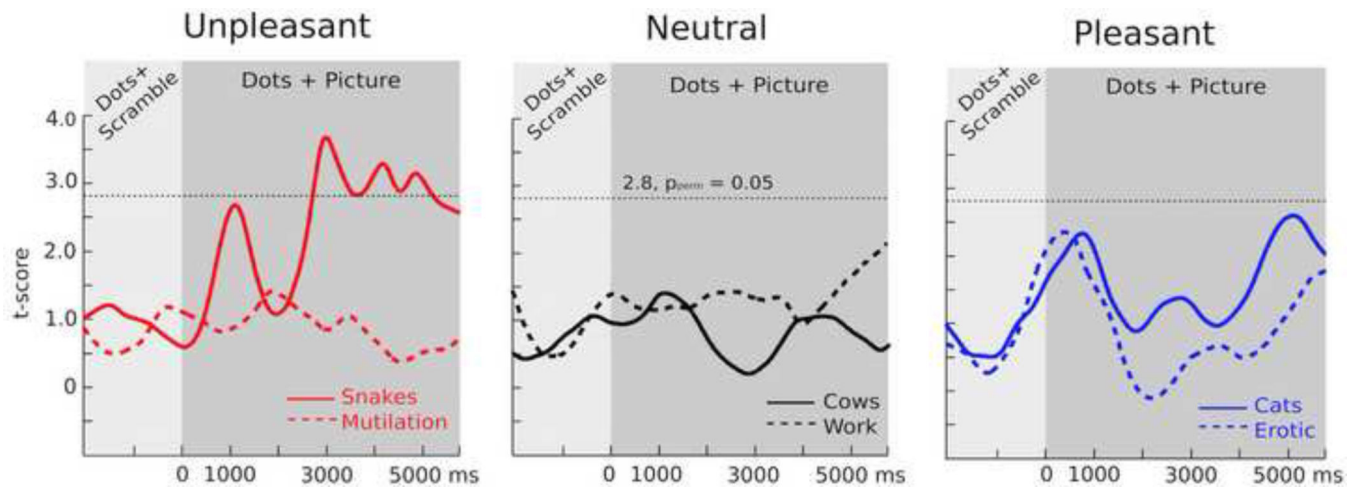 Unpleasant
Neutral
Pleasant
Dots+
Scramble
Dots + Picture
Dots+
Scramble
Dots + Picture
Dots+
Scramble
Dots + Picture
t-score
4.0
3.0
2.0
1.0
0
2.8, pperm = 0.05
Snakes
Mutilation
Cows
Work
Cats
Erotic
0 1000 3000 5000 ms
0 1000 3000 5000 ms
0 1000 3000 5000 ms